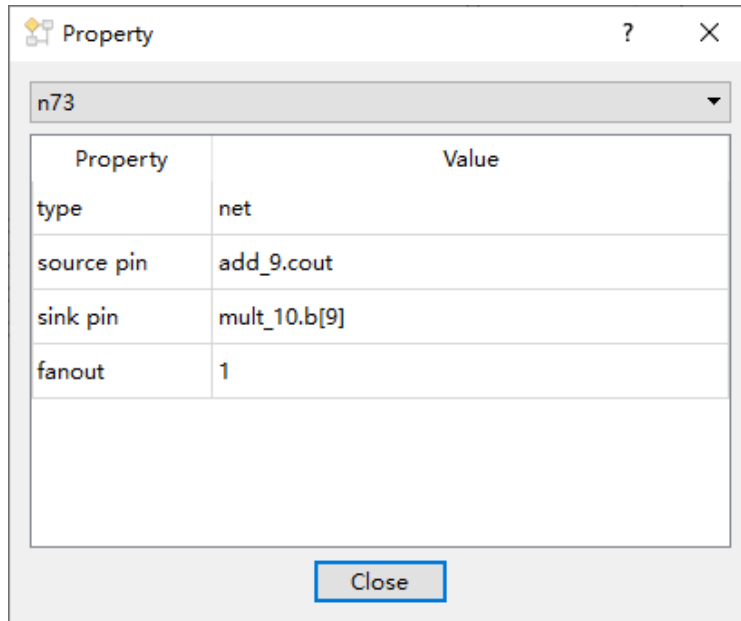 Property ?
n73
Property Value
type net
source pin add_9.cout
sink pin mult_10.b[9]
fanout 1
Close